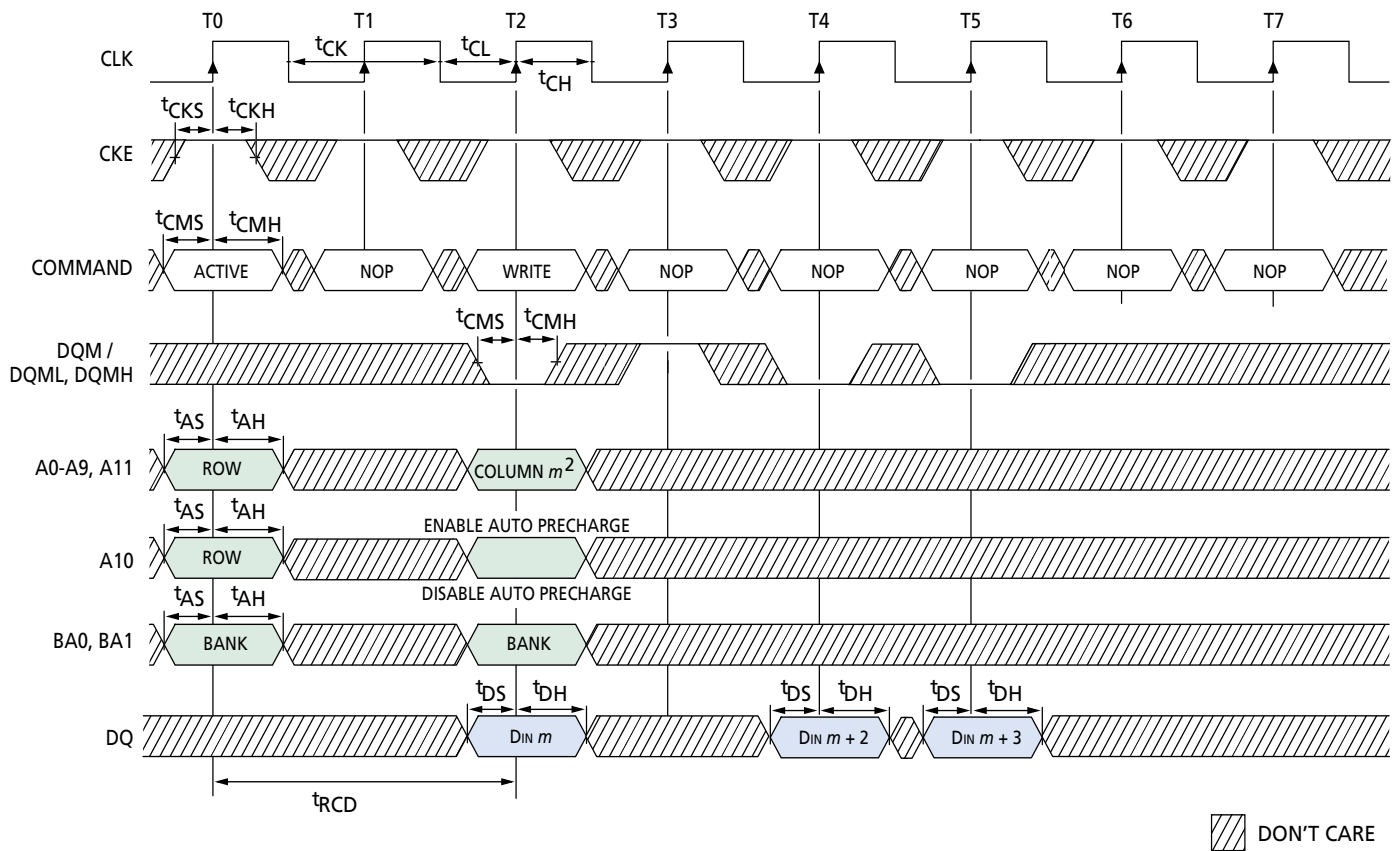 T0 T1 T2 T3 T4 T5 T6 T7
CLK
tCK tCL
tCH
tCKS tCKH
CKE
tCMS tCMH
COMMAND ACTIVE NOP WRITE NOP NOP NOP NOP NOP
tCMS tCMH
DQM /
DQML, DQMH
tAS tAH
A0-A9, A11 ROW COLUMN m2
tAS tAH
ENABLE AUTO PRECHARGE
A10 ROW
DISABLE AUTO PRECHARGE
tAS tAH
BA0, BA1 BANK BANK
tDS tDH tDS tDH tDS tDH
DQ DIN m DIN m + 2 DIN m + 3
tRCD
DON'T CARE